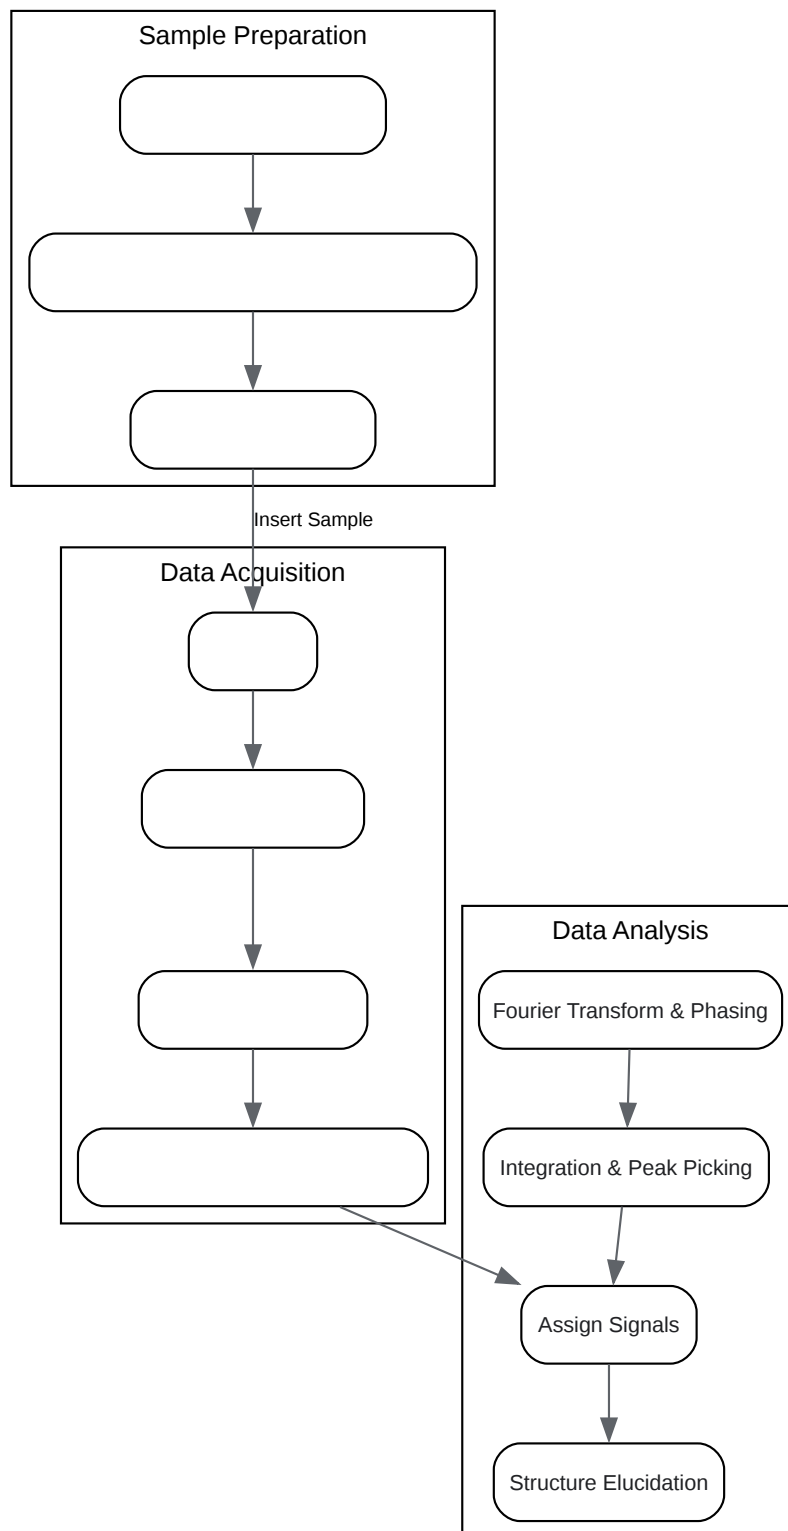 Sample Preparation
Insert Sample
Data Acquisition
Data Analysis
Fourier Transform & Phasing
Integration & Peak Picking
Assign Signals
Structure Elucidation